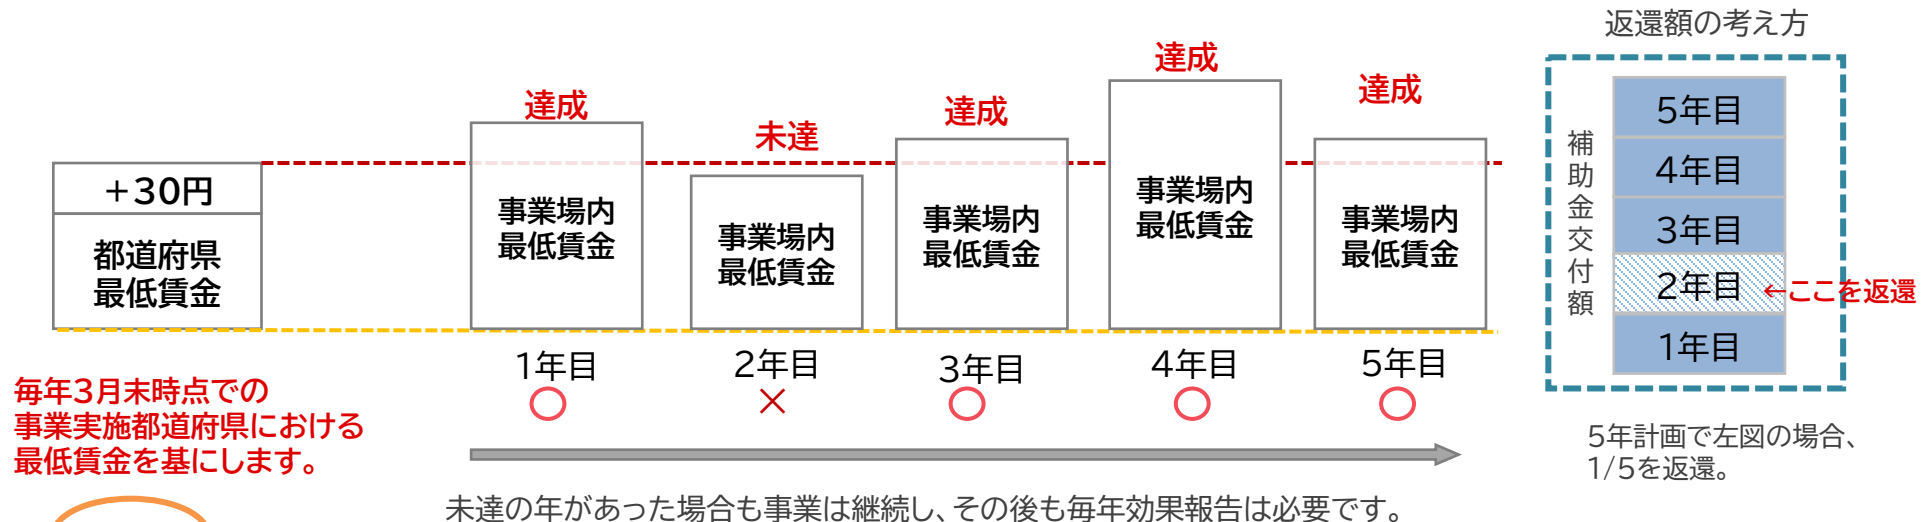 返還額の考え方
達成
未達
達成
達成
達成
+30円
都道府県
最低賃金
事業場内
最低賃金
事業場内
最低賃金
事業場内
最低賃金
事業場内
最低賃金
事業場内
最低賃金
1年目
2年目
3年目
4年目
5年目
○
×
○
○
○
毎年3月末時点での
事業実施都道府県における
最低賃金を基にします。
未達の年があった場合も事業は継続し、その後も毎年効果報告は必要です。
補助金交付額
5年目
4年目
3年目
2年目
←ここを返還
1年目
5年計画で左図の場合、
1/5を返還。